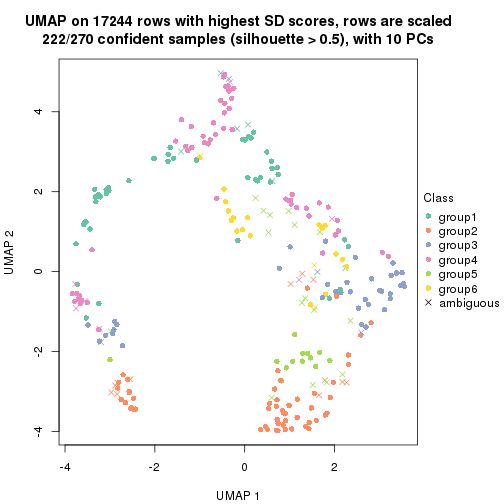 UMAP on 17244 rows with highest SD scores, rows are scaled
222/270 confident samples (silhouette > 0.5), with 10 PCs
4
2
0
-2
-4
UMAP 2
-4
-2
0
2
UMAP 1
Class
group1
group2
group3
group4
group5
group6
ambiguous